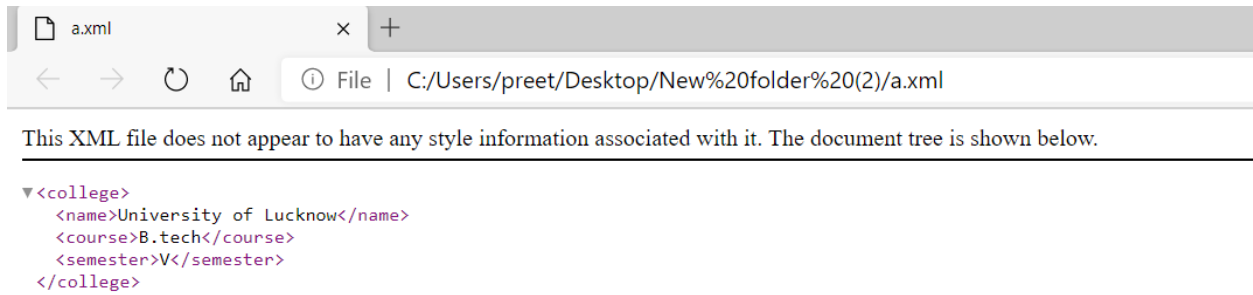 a.xml
File | C:/Users/preet/Desktop/New%20folder%20(2)/a.xml
This XML file does not appear to have any style information associated with it. The document tree is shown below.
▼<college>
<name>University of Lucknow</name>
<course>B.tech</course>
<semester>V</semester>
</college>